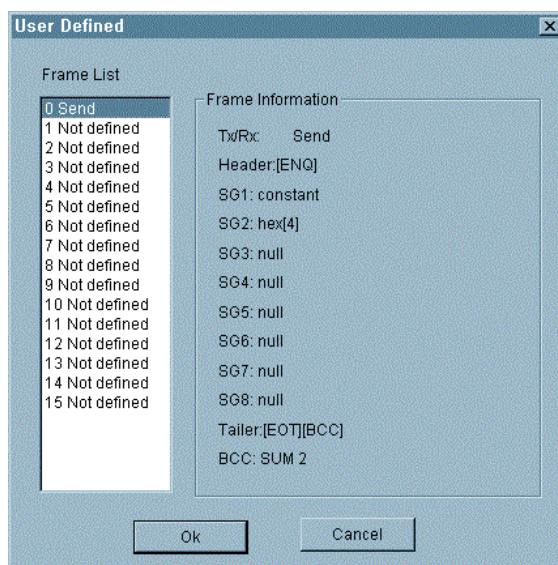 User Defined
Frame List
0 Send
1 Not defined
2 Not defined
3 Not defined
4 Not defined
5 Not defined
6 Not defined
7 Not defined
8 Not defined
9 Not defined
10 Not defined
11 Not defined
12 Not defined
13 Not defined
14 Not defined
15 Not defined
Frame Information
Tx/Rx: Send
Header:[ENQ]
SG1: constant
SG2: hex[4]
SG3: null
SG4: null
SG5: null
SG6: null
SG7: null
SG8: null
Tailer:[EOT][BCC]
BCC: SUM 2
Ok
Cancel